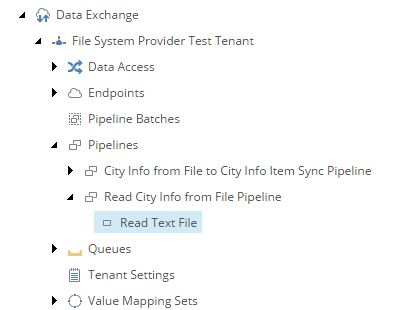 Data Exchange
File System Provider Test Tenant
Data Access
Endpoints
Pipeline Batches
Pipelines
City Info from File to City Info Item Sync Pipeline
Read City Info from File Pipeline
Read Text File
Queues
Tenant Settings
Value Mapping Sets